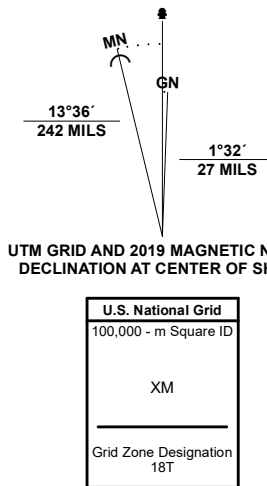 MN
GN
13°36´
242 MILS
1°32´
27 MILS
UTM GRID AND 2019 MAGNETIC
DECLINATION AT CENTER OF
U.S. National Grid
100,000 - m Square ID
XM
Grid Zone Designation
18T